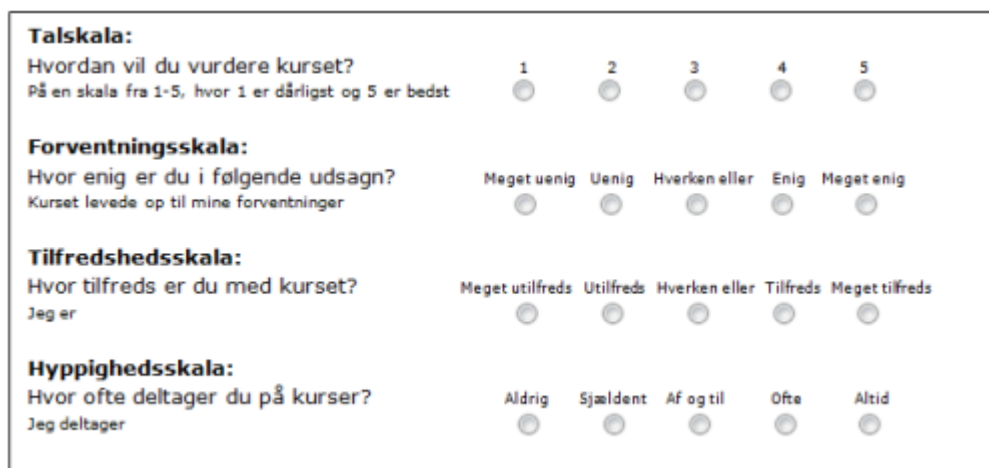 Talskala:
Hvordan vil du vurdere kurset?
1 2 3 4 5
På en skala fra 1-5, hvor 1 er dårligst og 5 er bedst
Forventningsskala:
Hvor enig er du i følgende udsagn?
Meget uenig Uenig Hverken eller Enig Meget enig
Kurset levede op til mine forventninger
Tilfredshedsskala:
Hvor tilfreds er du med kurset?
Meget utilfreds Utilfreds Hverken eller Tilfreds Meget tilfreds
Jeg er
Hyppighedsskala:
Hvor ofte deltager du på kurser?
Aldrig Sjældent Af og til Ofte Altid
Jeg deltager